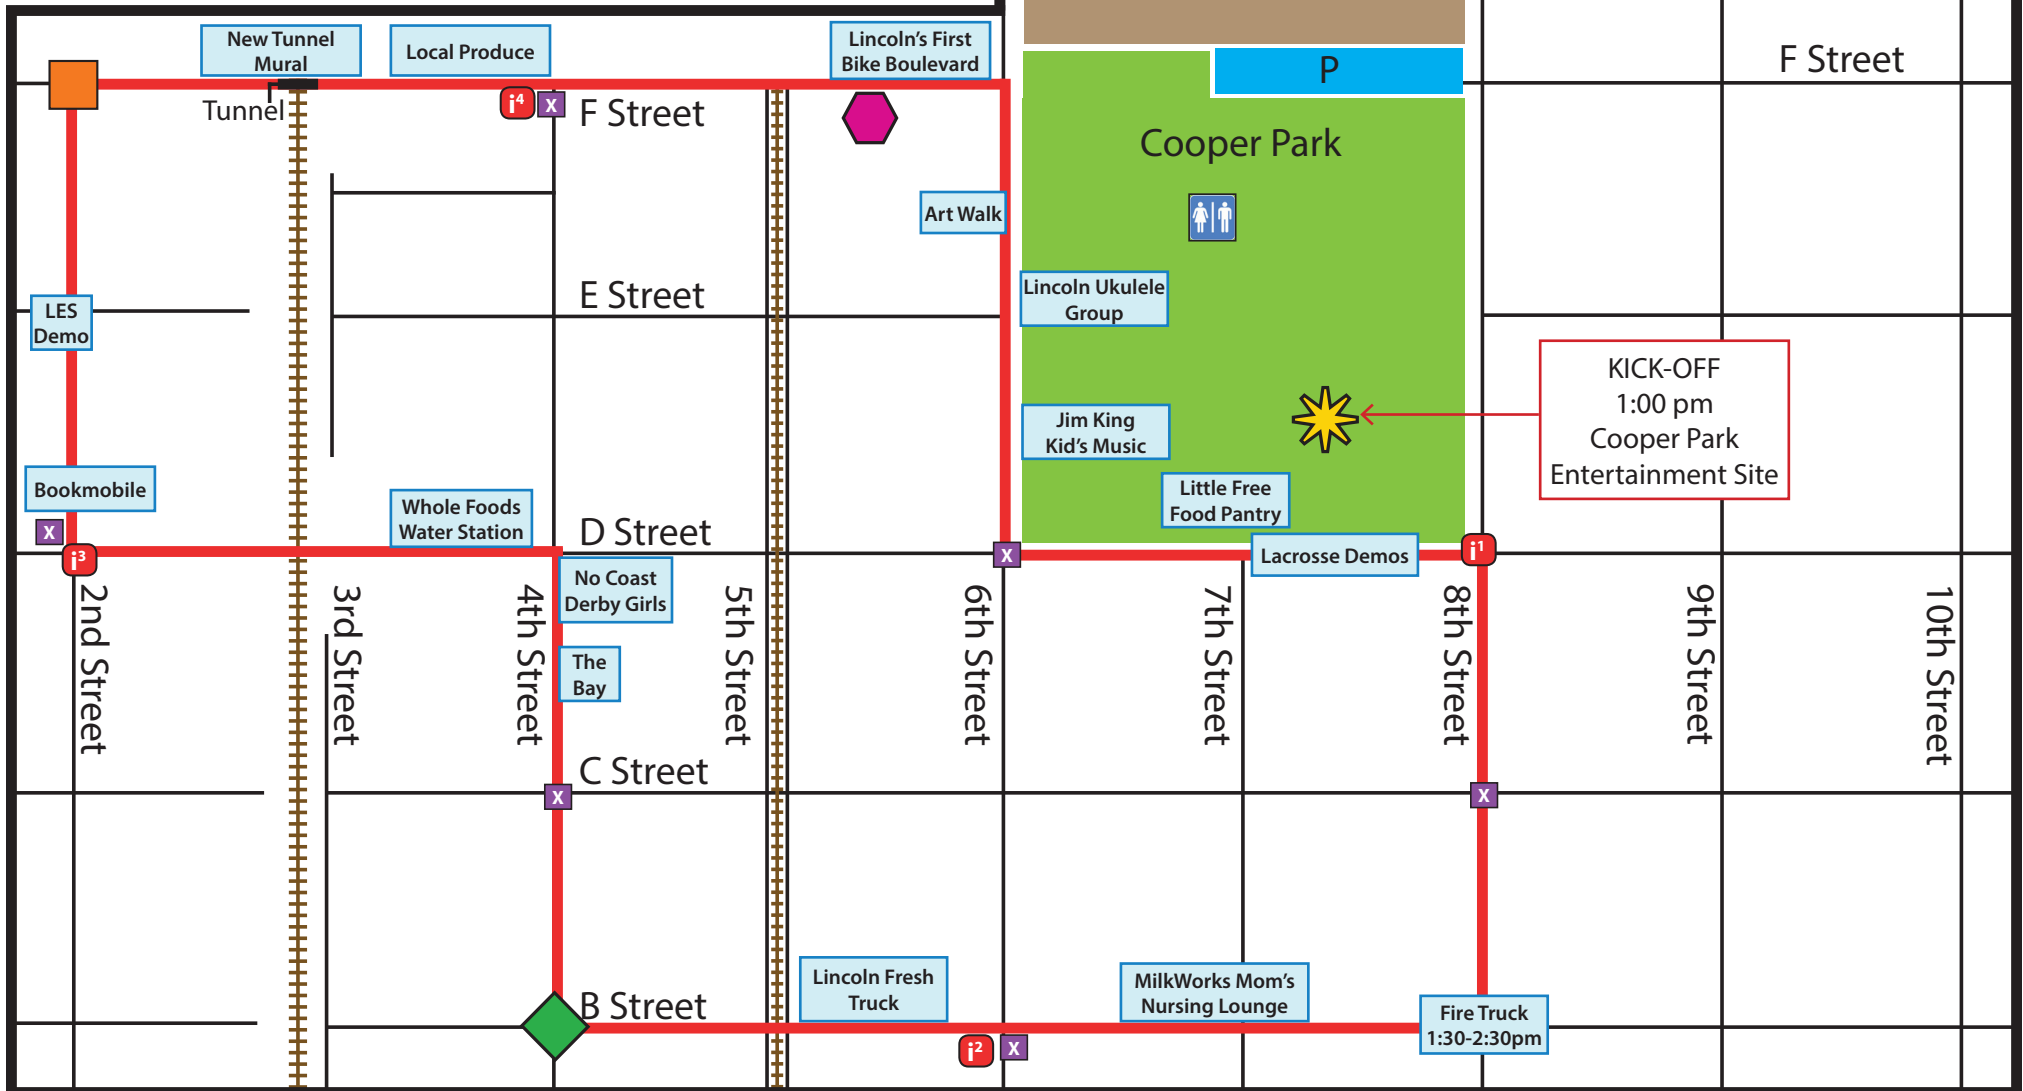 New Tunnel
Mural
Local Produce
Lincoln's First
Bike Boulevard
P
F Street
Tunnel
i4
X
F Street
Cooper Park
Art Walk
E Street
Lincoln Ukulele
Group
LES
Demo
KICK-OFF
1:00 pm
Cooper Park
Entertainment Site
Jim King
Kid's Music
Bookmobile
Whole Foods
Water Station
Little Free
Food Pantry
X
i3
D Street
X
Lacrosse Demos
i1
No Coast
Derby Girls
2nd Street
3rd Street
4th Street
5th Street
6th Street
7th Street
8th Street
9th Street
10th Street
The
Bay
C Street
X
X
Lincoln Fresh
Truck
MilkWorks Mom's
Nursing Lounge
B Street
Fire Truck
1:30-2:30pm
i2
X